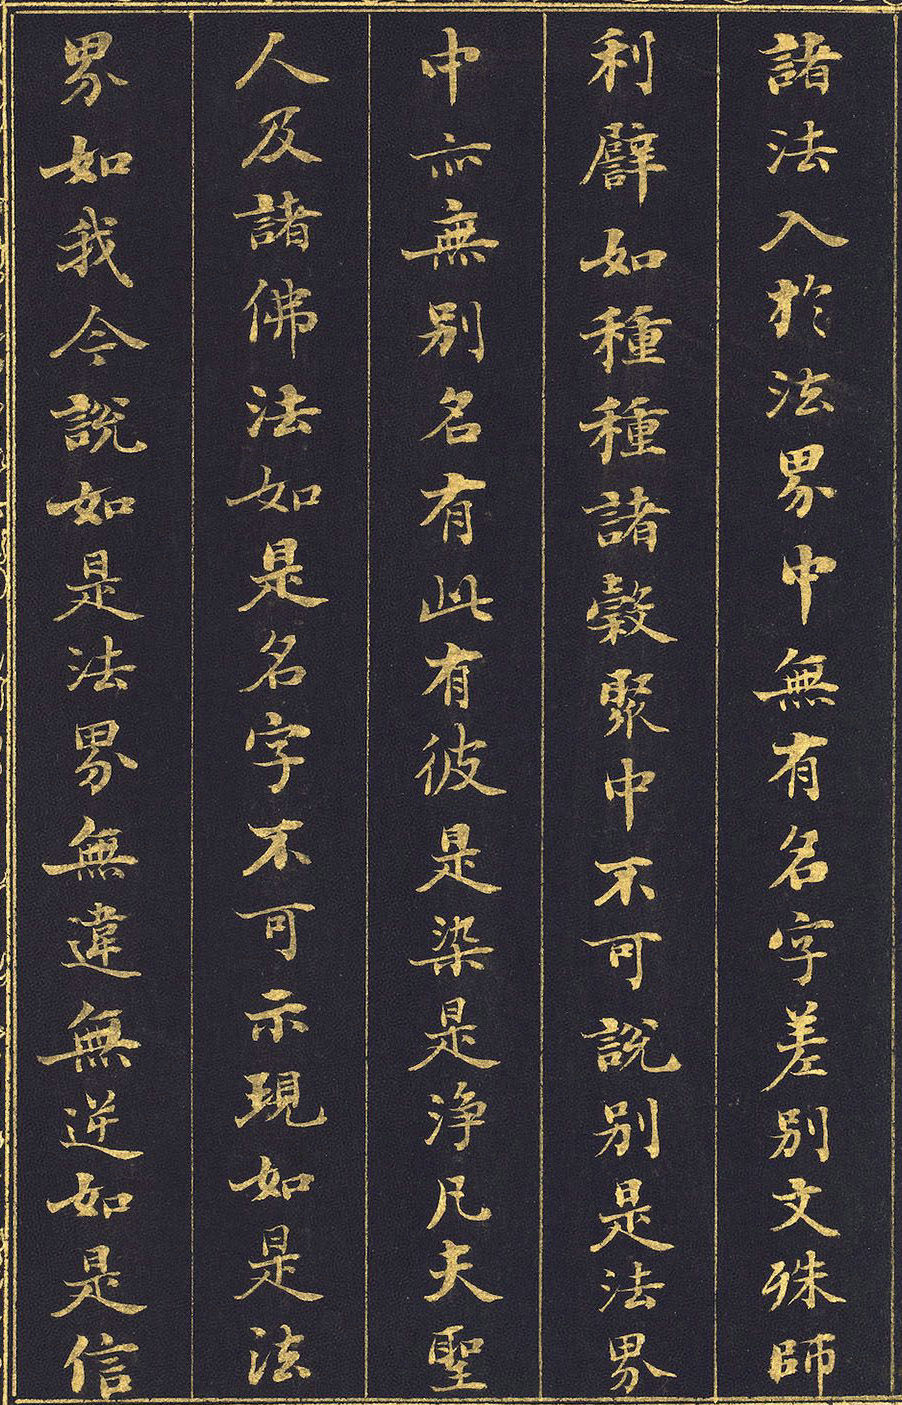 諸法入於法界中無有名字差別文殊師
利譬如種種諸穀聚中不可說別是法界
中亦無別名有此有彼是染是淨凡夫聖
人及諸佛法如是名字不可示現如是法
界如我今說如是法界無違無逆如是信